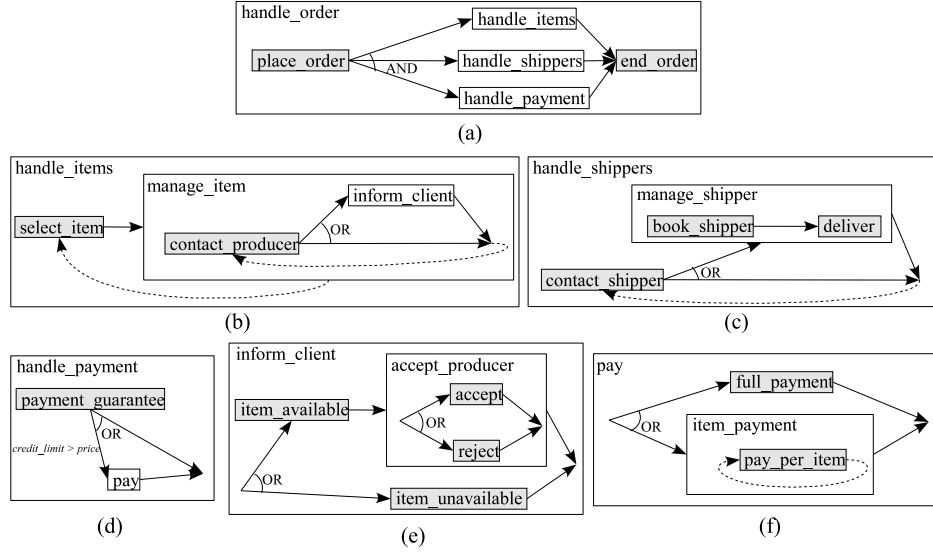 handle_order
handle_items
place_order
AND
handle_shippers
end_order
handle_payment
(a)
handle_items
manage_item
inform_client
select_item
contact_producer
OR
(b)
handle_shippers
manage_shipper
book_shipper
deliver
contact_shipper
OR
(c)
handle_payment
payment_guarantee
OR
credit_limit > price
pay
(d)
inform_client
accept_producer
item_available
accept
OR
reject
OR
item_unavailable
(e)
pay
full_payment
OR
item_payment
pay_per_item
(f)